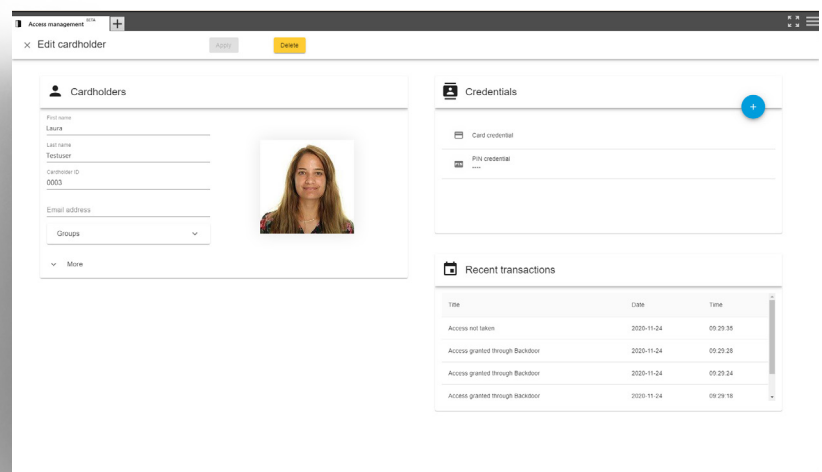 Access management BETA
Edit cardholder
Apply
Delete
Cardholders
First name
Laura
Last name
Testuser
Cardholder ID
0003
Email address
Groups
More
Credentials
+
Card credential
PIN credential
••••
Recent transactions
Title Date Time
Access not taken 2020-11-24 09:29:35
Access granted through Backdoor 2020-11-24 09:29:28
Access granted through Backdoor 2020-11-24 09:29:24
Access granted through Backdoor 2020-11-24 09:29:18